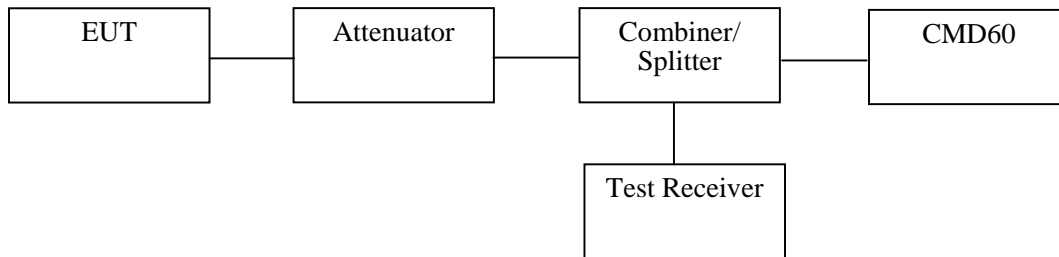 EUT
Attenuator
Combiner/
Splitter
CMD60
Test Receiver